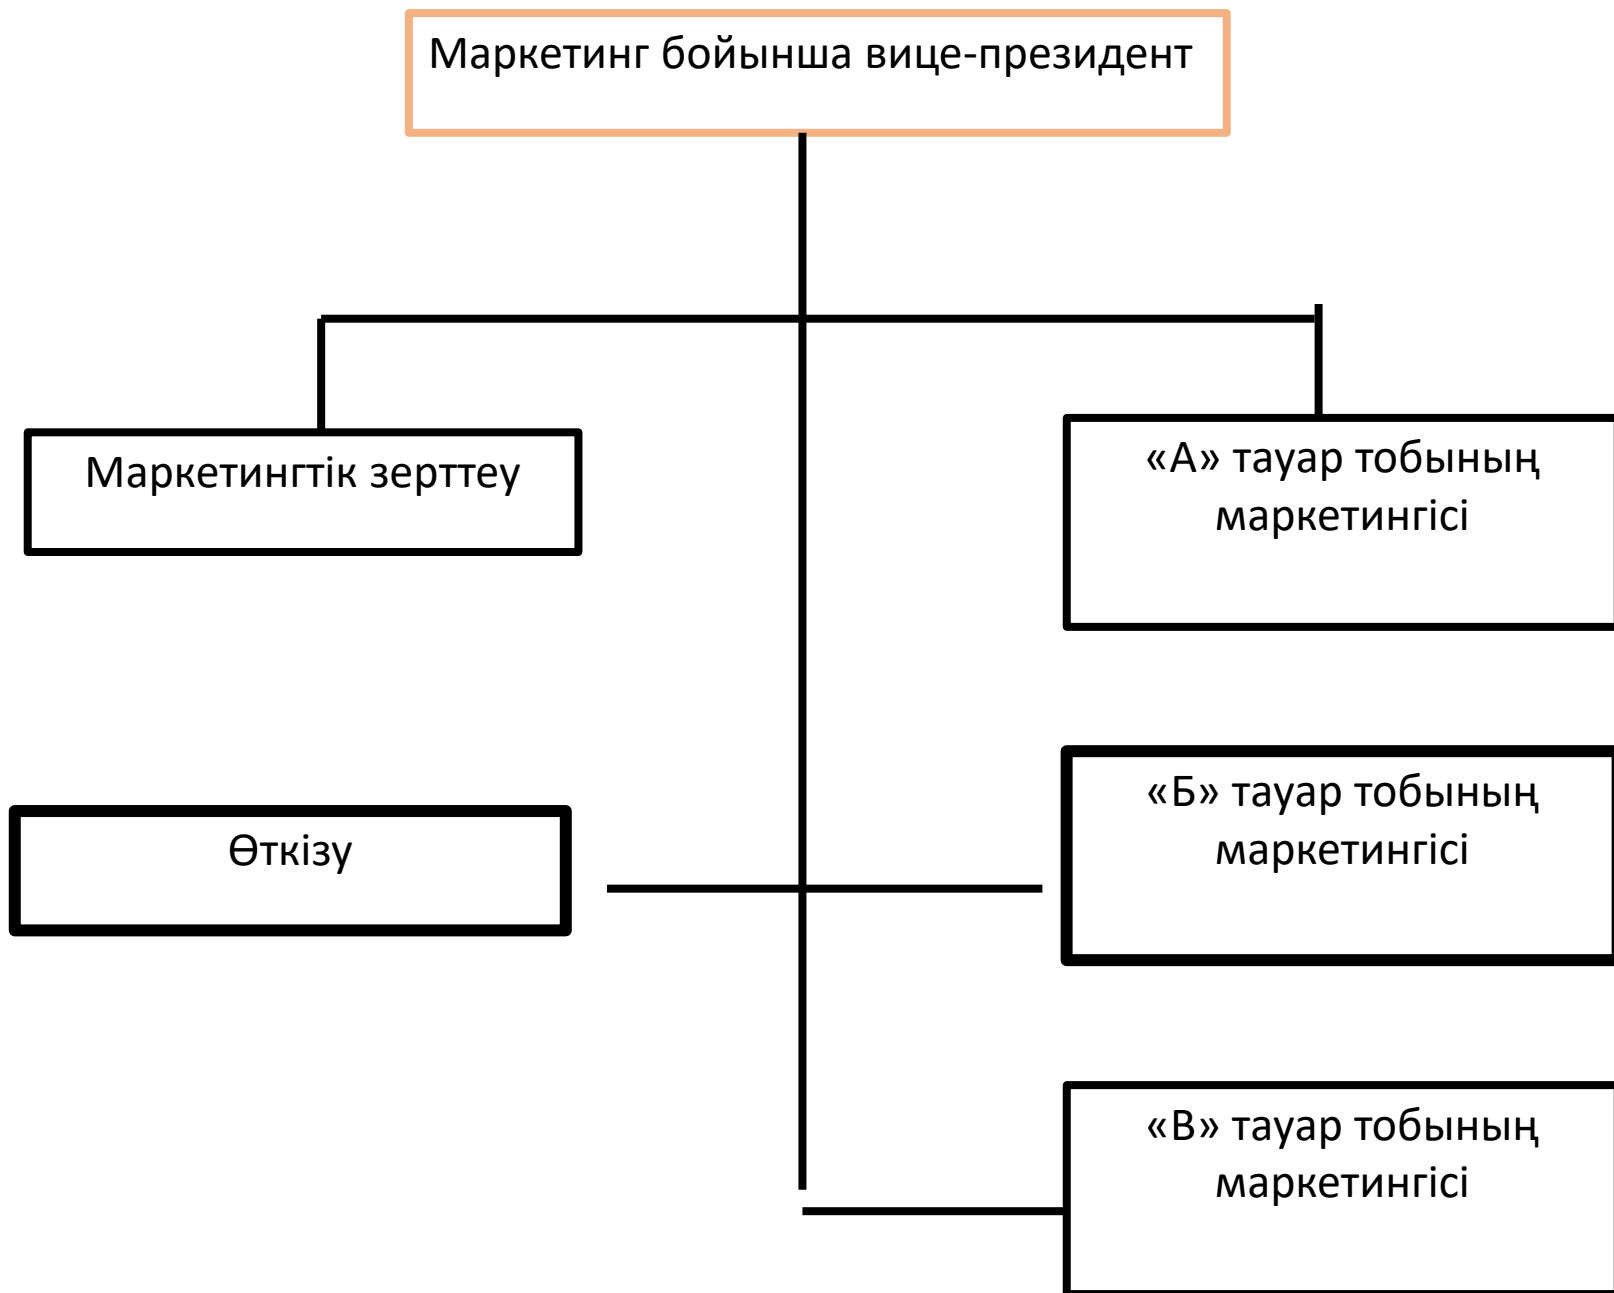 Маркетинг бойынша вице-президент
Маркетингтік зерттеу
«А» тауар тобының
маркетингісі
Өткізу
«Б» тауар тобының
маркетингісі
«В» тауар тобының
маркетингісі